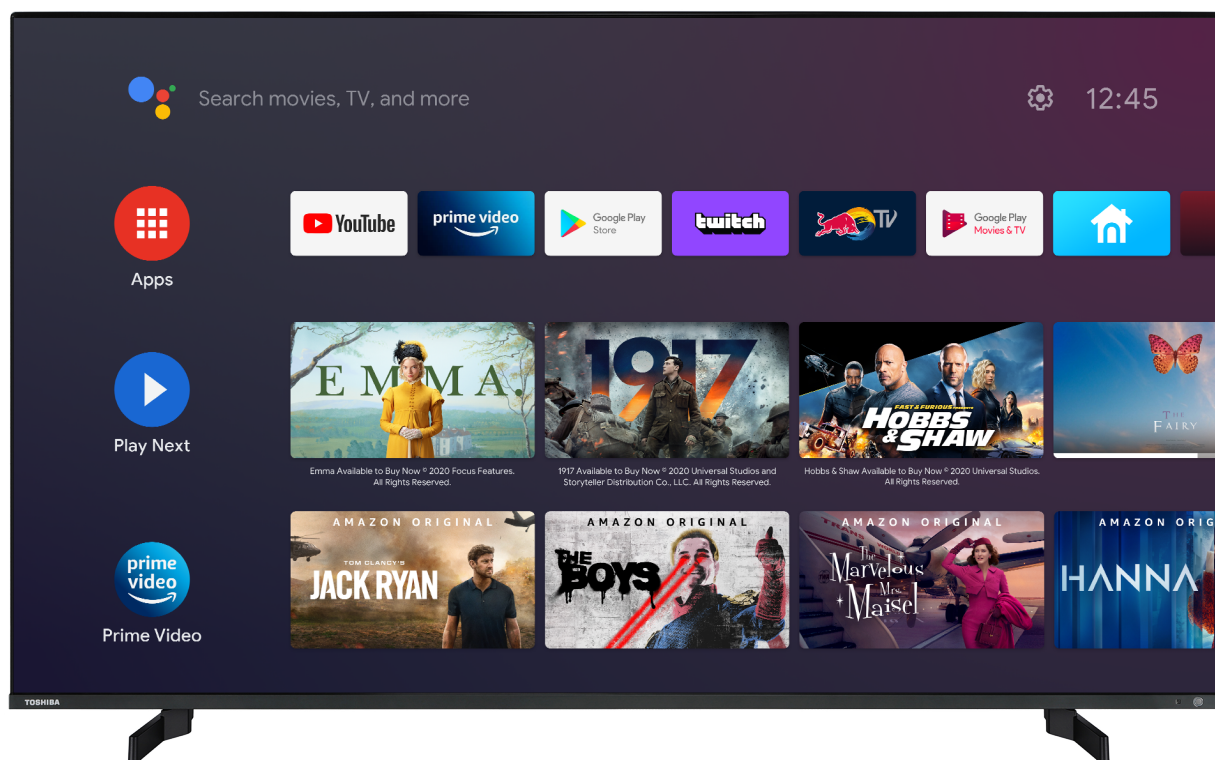 Search movies, TV, and more
12:45
Apps
YouTube
prime video
Google Play
Store
twitch
TV
Google Play
Movies & TV
Play Next
EMMA.
1917
FAST & FURIOUS PRESENTS
HOBBS
& SHAW
THE
FAIRY
Emma Available to Buy Now © 2020 Focus Features.
All Rights Reserved.
1917 Available to Buy Now © 2020 Universal Studios and
Storyteller Distribution Co., LLC. All Rights Reserved.
Hobbs & Shaw Available to Buy Now © 2020 Universal Studios.
All Rights Reserved.
prime
video
Prime Video
AMAZON ORIGINAL
TOM CLANCY'S
JACK RYAN
AMAZON ORIGINAL
THE
BOYS
AMAZON ORIGINAL
The
Marvelous
Mrs.
Maisel
AMAZON ORIG
HANNA
TOSHIBA